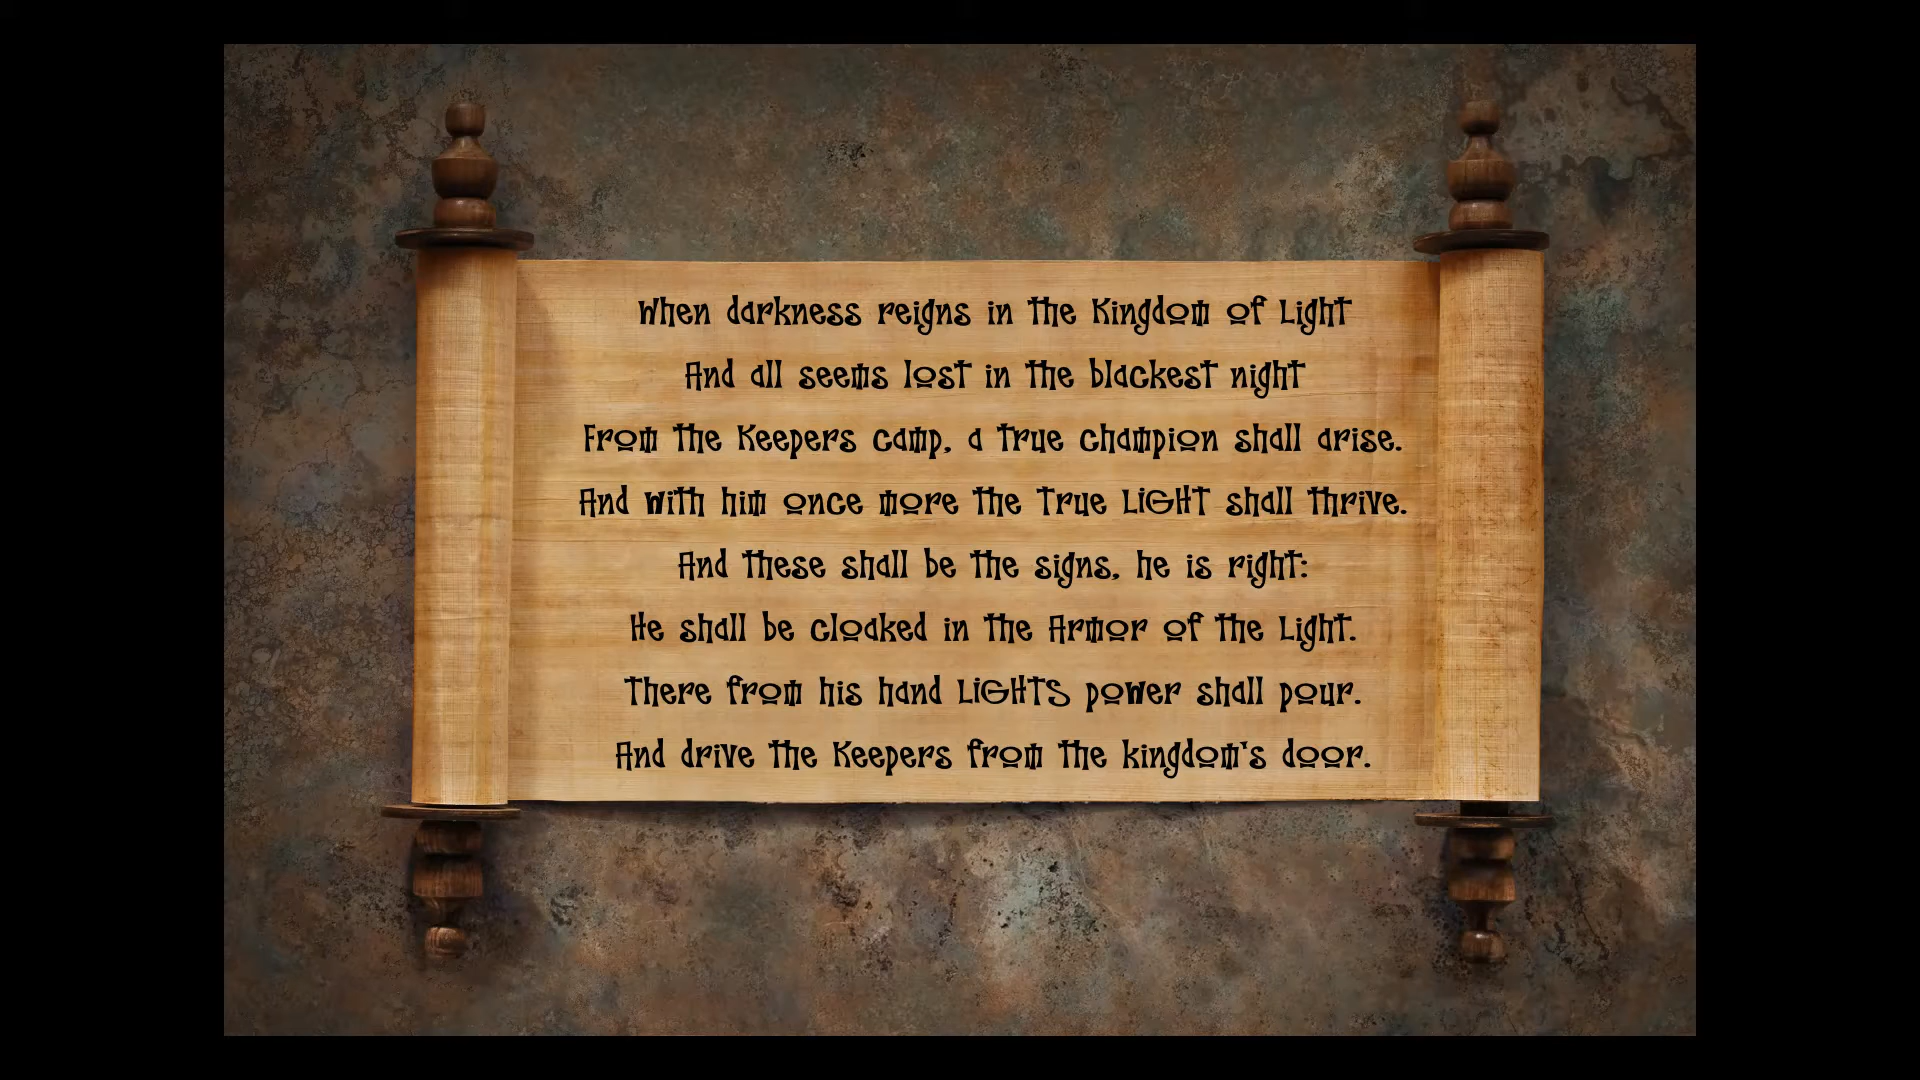 When darkness reigns in the Kingdom of Light
And all seems lost in the blackest night
From the Keepers camp, a true champion shall arise.
And with him once more the True LiGHT shall thrive.
And these shall be the signs, he is right:
He shall be cloaked in the Armor of the Light.
There from his hand LiGHTS power shall pour.
And drive the Keepers from the kingdom's door.